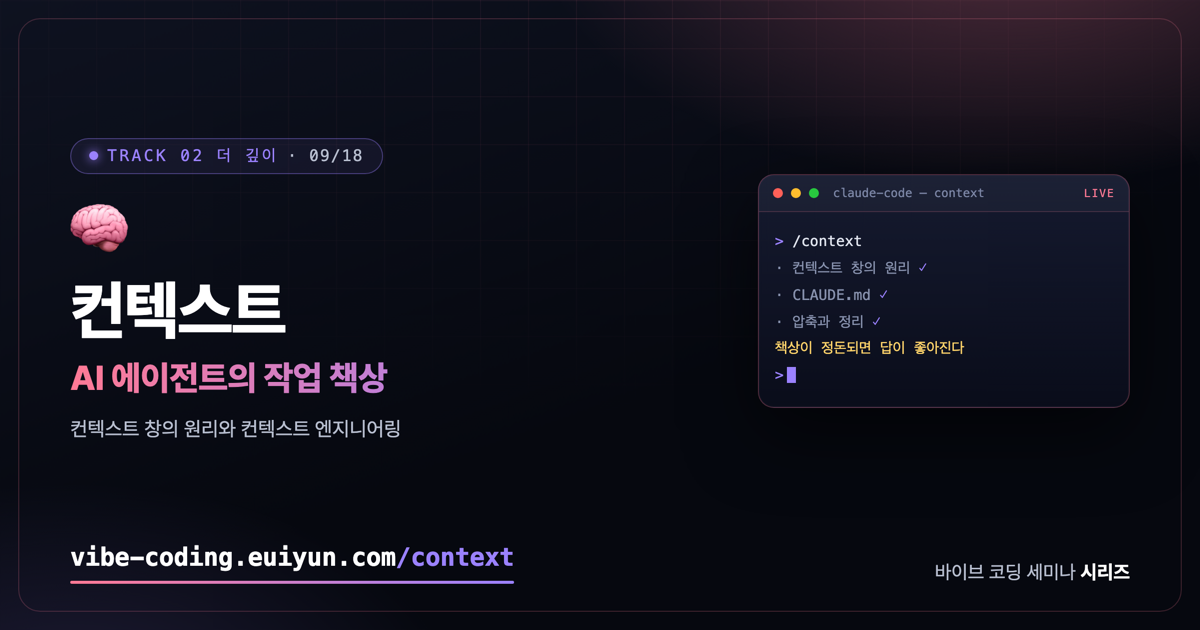 TRACK 02 더 깊이 · 09/18
컨텍스트
AI 에이전트의 작업 책상
컨텍스트 창의 원리와 컨텍스트 엔지니어링
claude-code — context
LIVE
> /context
· 컨텍스트 창의 원리 ✓
· CLAUDE.md ✓
· 압축과 정리 ✓
책상이 정돈되면 답이 좋아진다
>
vibe-coding.euiyun.com/context
바이브 코딩 세미나 시리즈